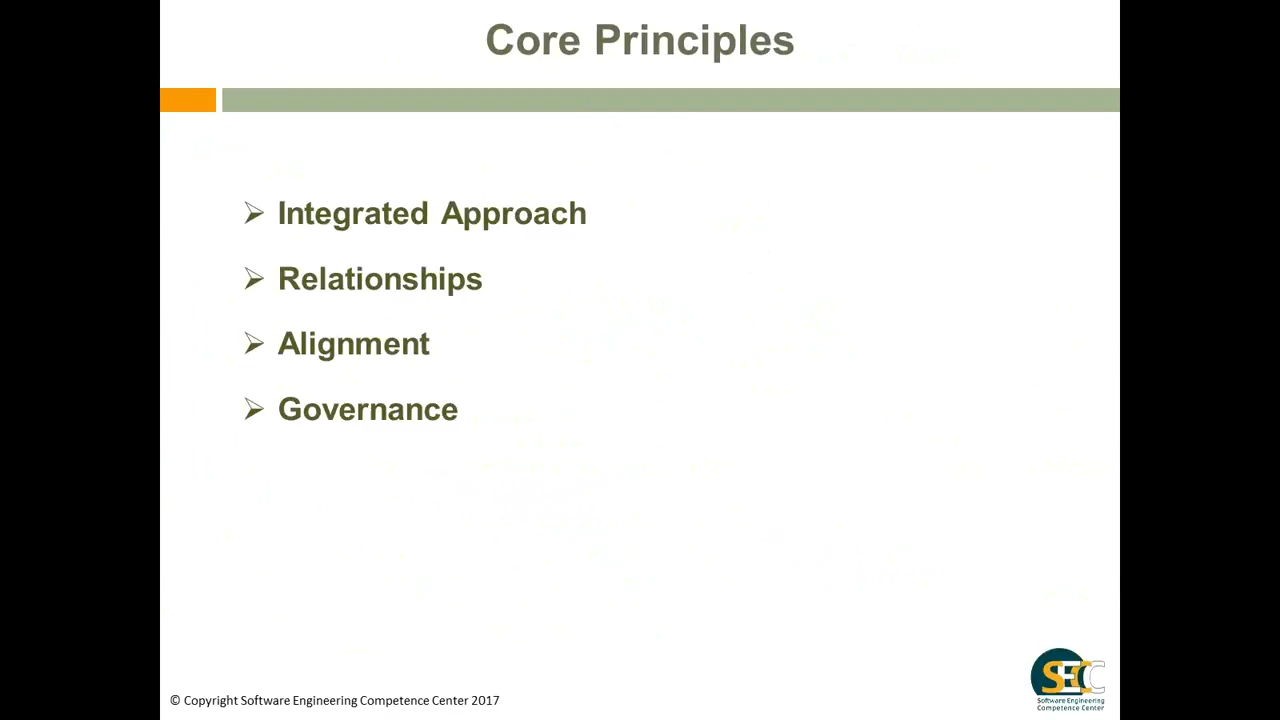 Core Principles
Integrated Approach
Relationships
Alignment
Governance
© Copyright Software Engineering Competence Center 2017
SECC
Software Engineering
Competence Center